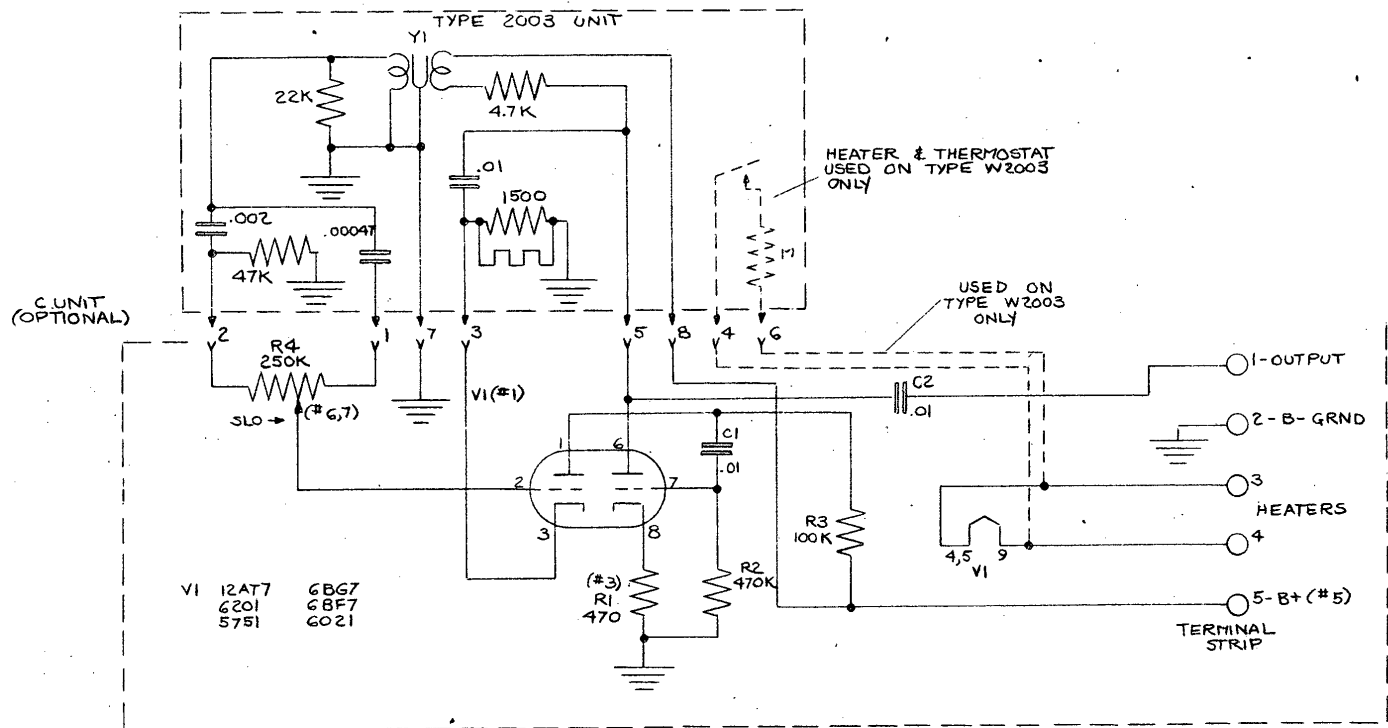 TYPE 2003 UNIT
Y1
22K
4.7K
.01
1500
.002
.00047
47K
HEATER & THERMOSTAT
USED ON TYPE W2003
ONLY
C.UNIT
(OPTIONAL)
USED ON
TYPE W2003
ONLY
2
1
7
3
5
8
4
6
R4
250K
SLO → (#6,7)
V1(#1)
C2
.01
1-OUTPUT
2-B-GRND
3
HEATERS
4
5-B+(#5)
TERMINAL
STRIP
1
6
C1
.01
2
7
3
8
R3
100K
4,5
9
V1
(#3)
R1
470
R2
470K
V1 12AT7 6BG7
6201 6BF7
5751 6021